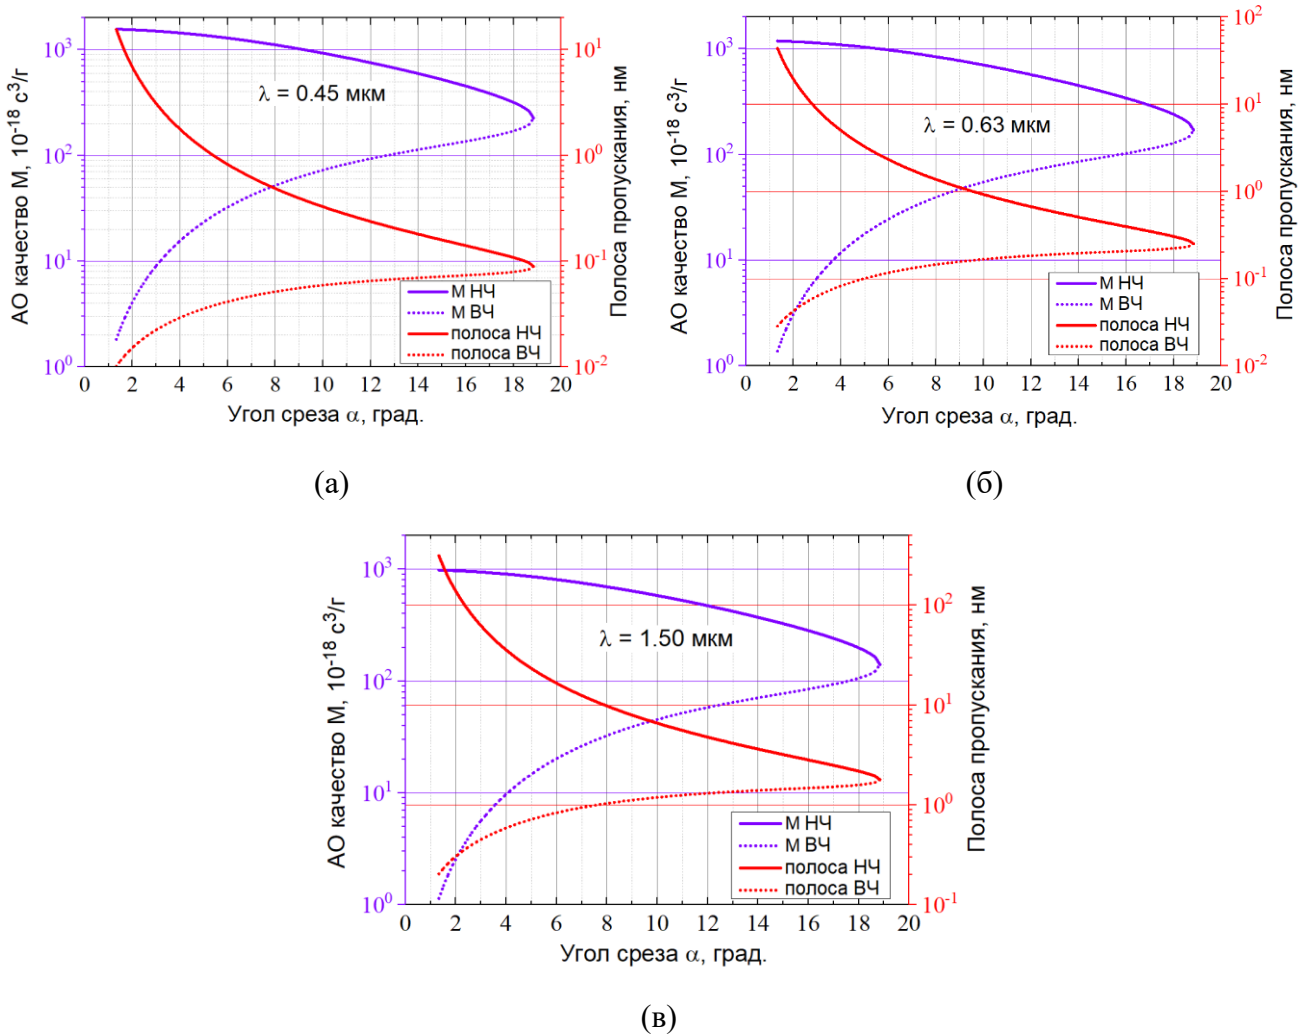 АО качество М, 10⁻¹⁸ с³/г
10³
10²
10¹
10⁰
λ = 0.45 мкм
М НЧ
М ВЧ
полоса НЧ
полоса ВЧ
10¹
10⁰
10⁻¹
10⁻²
Полоса пропускания, нм
0 2 4 6 8 10 12 14 16 18 20
Угол среза α, град.
(а)
АО качество М, 10⁻¹⁸ с³/г
10³
10²
10¹
10⁰
λ = 0.63 мкм
М НЧ
М ВЧ
полоса НЧ
полоса ВЧ
10²
10¹
10⁰
10⁻¹
10⁻²
Полоса пропускания, нм
0 2 4 6 8 10 12 14 16 18 20
Угол среза α, град.
(б)
АО качество М, 10⁻¹⁸ с³/г
10³
10²
10¹
10⁰
λ = 1.50 мкм
М НЧ
М ВЧ
полоса НЧ
полоса ВЧ
10²
10¹
10⁰
10⁻¹
Полоса пропускания, нм
0 2 4 6 8 10 12 14 16 18 20
Угол среза α, град.
(в)